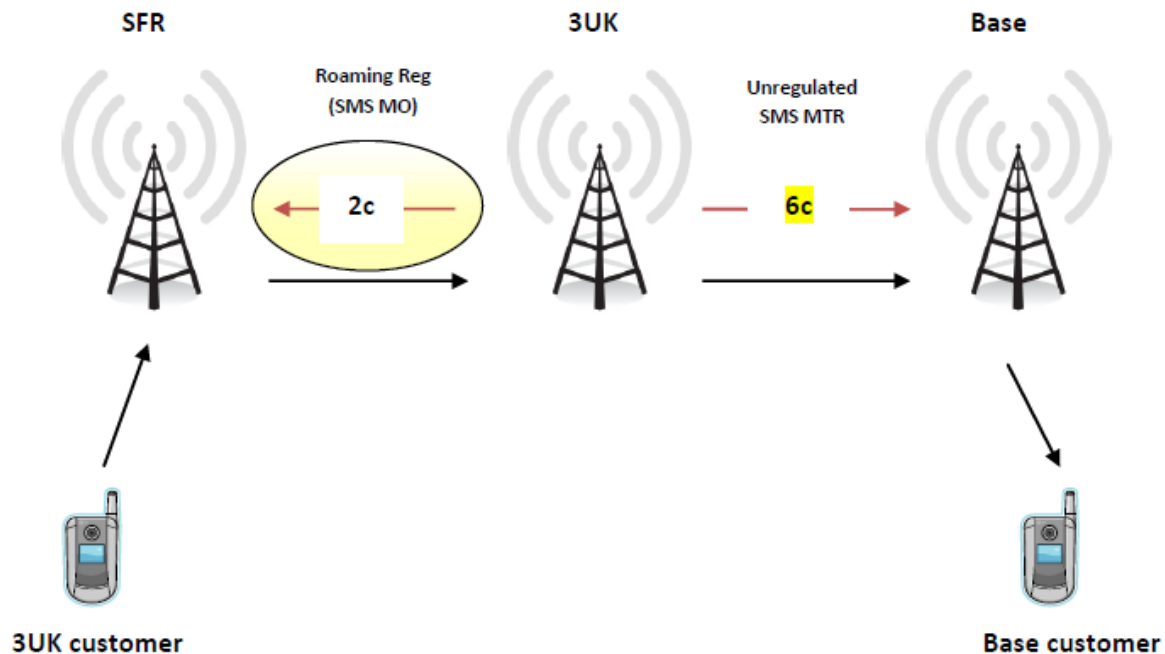 SFR
3UK
Base
Roaming Reg
(SMS MO)
Unregulated
SMS MTR
2c
6c
3UK customer
Base customer